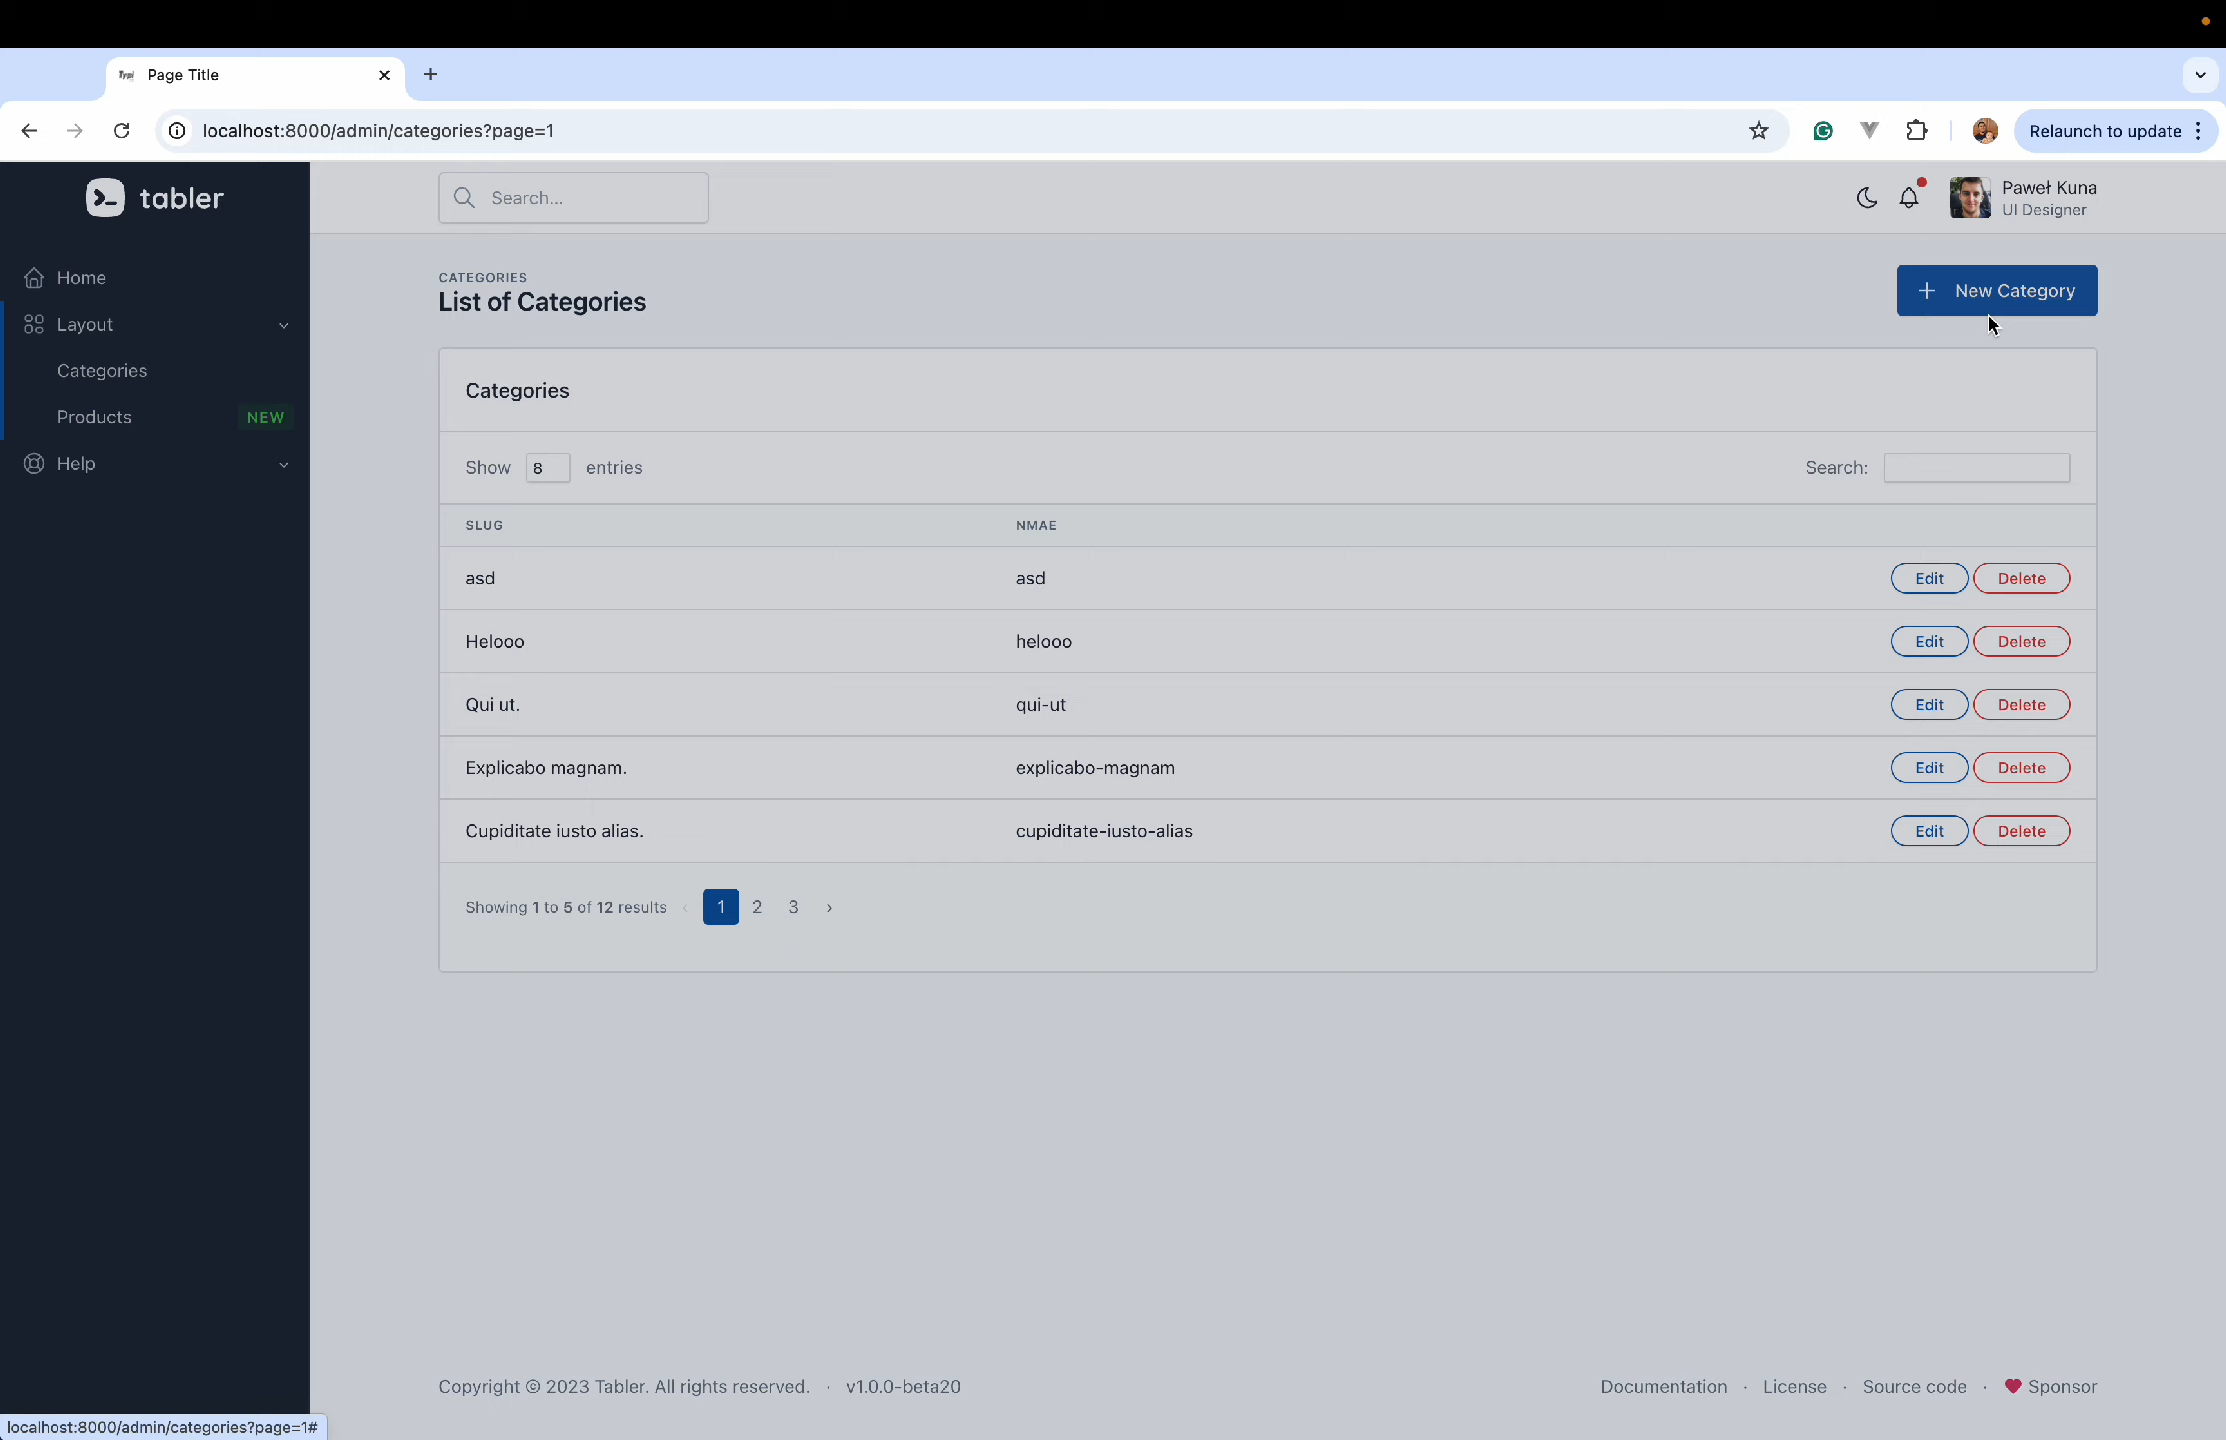 Page Title
localhost:8000/admin/categories?page=1
Relaunch to update
tabler
Search...
Paweł Kuna
UI Designer
Home
Layout
Categories
Products NEW
Help
CATEGORIES
List of Categories
New Category
Categories
Show 8 entries
Search:
SLUG NMAE
asd asd Edit Delete
Helooo helooo Edit Delete
Qui ut. qui-ut Edit Delete
Explicabo magnam. explicabo-magnam Edit Delete
Cupiditate iusto alias. cupiditate-iusto-alias Edit Delete
Showing 1 to 5 of 12 results ‹ 1 2 3 ›
Copyright © 2023 Tabler. All rights reserved. · v1.0.0-beta20
Documentation · License · Source code · Sponsor
localhost:8000/admin/categories?page=1#